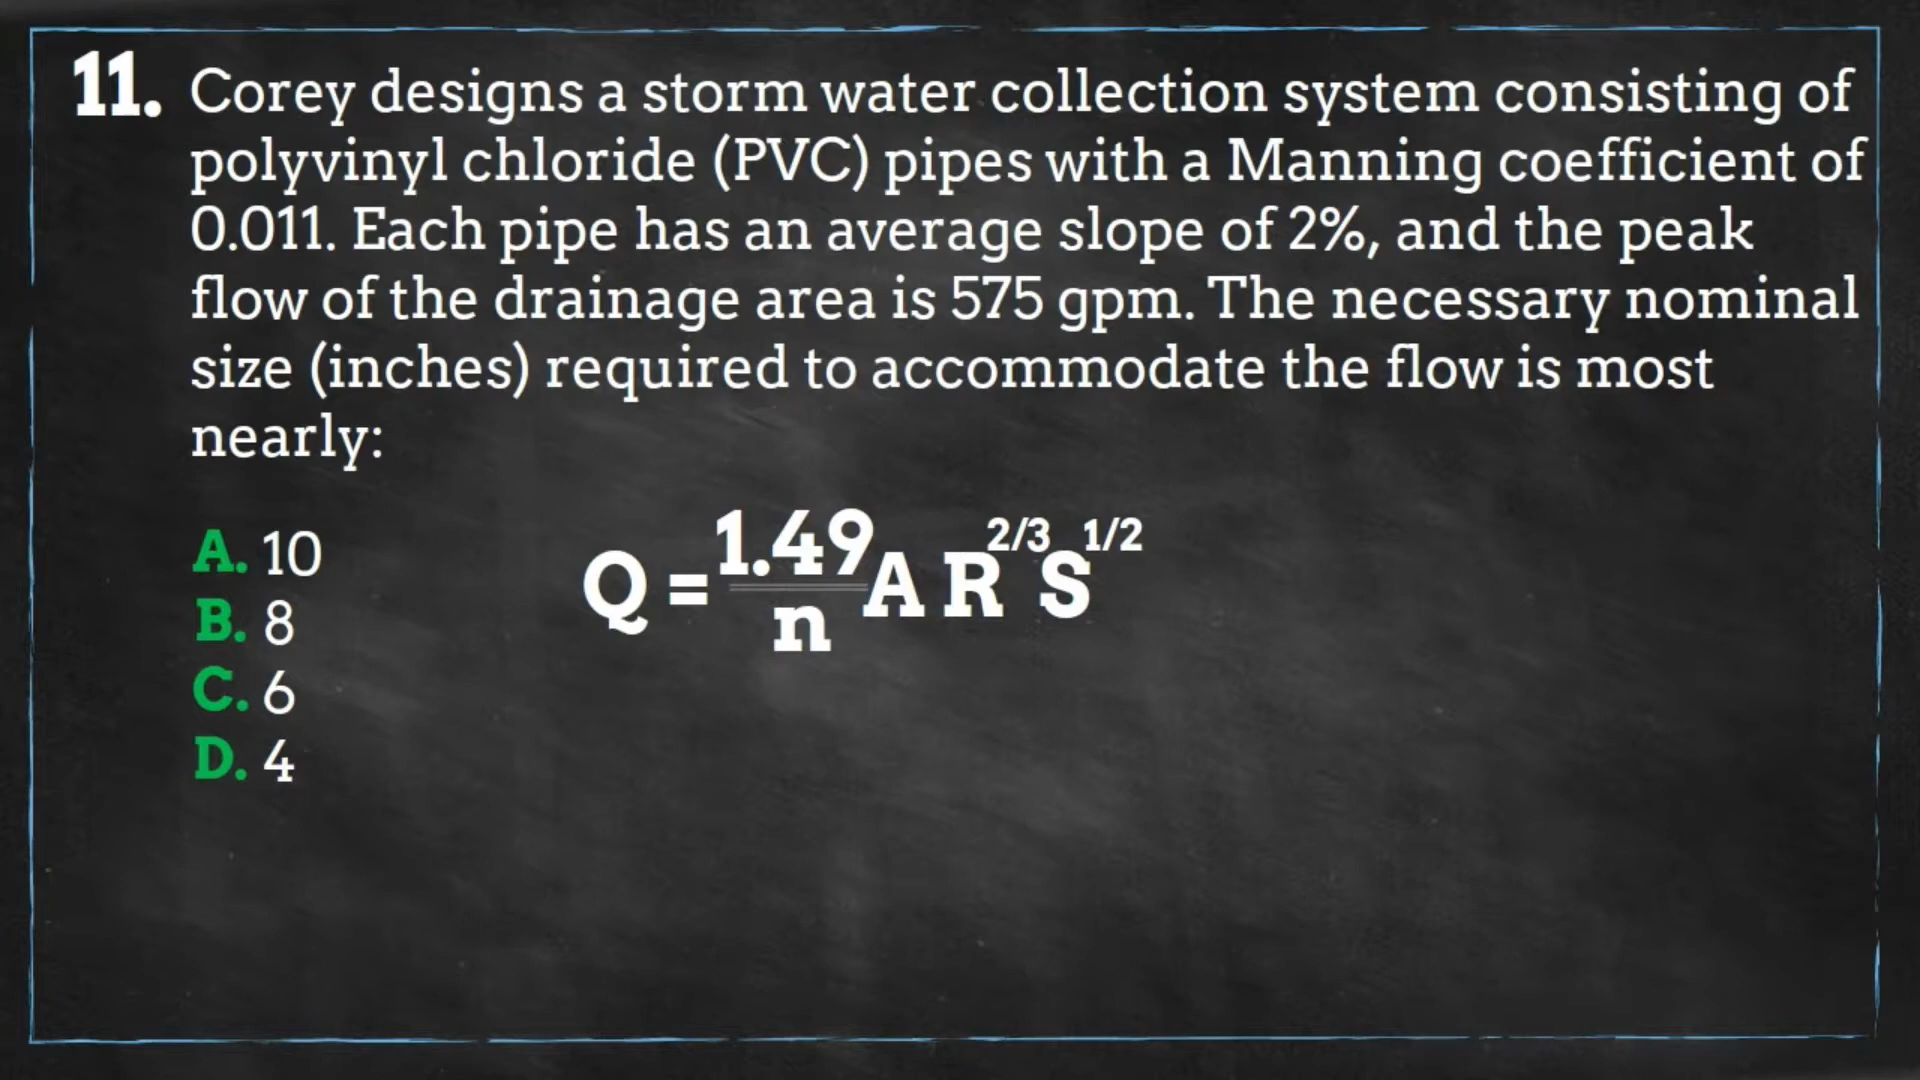 11. Corey designs a storm water collection system consisting of
polyvinyl chloride (PVC) pipes with a Manning coefficient of
0.011. Each pipe has an average slope of 2%, and the peak
flow of the drainage area is 575 gpm. The necessary nominal
size (inches) required to accommodate the flow is most
nearly:
A. 10
B. 8
C. 6
D. 4
Q = 1.49/n A R^2/3 S^1/2